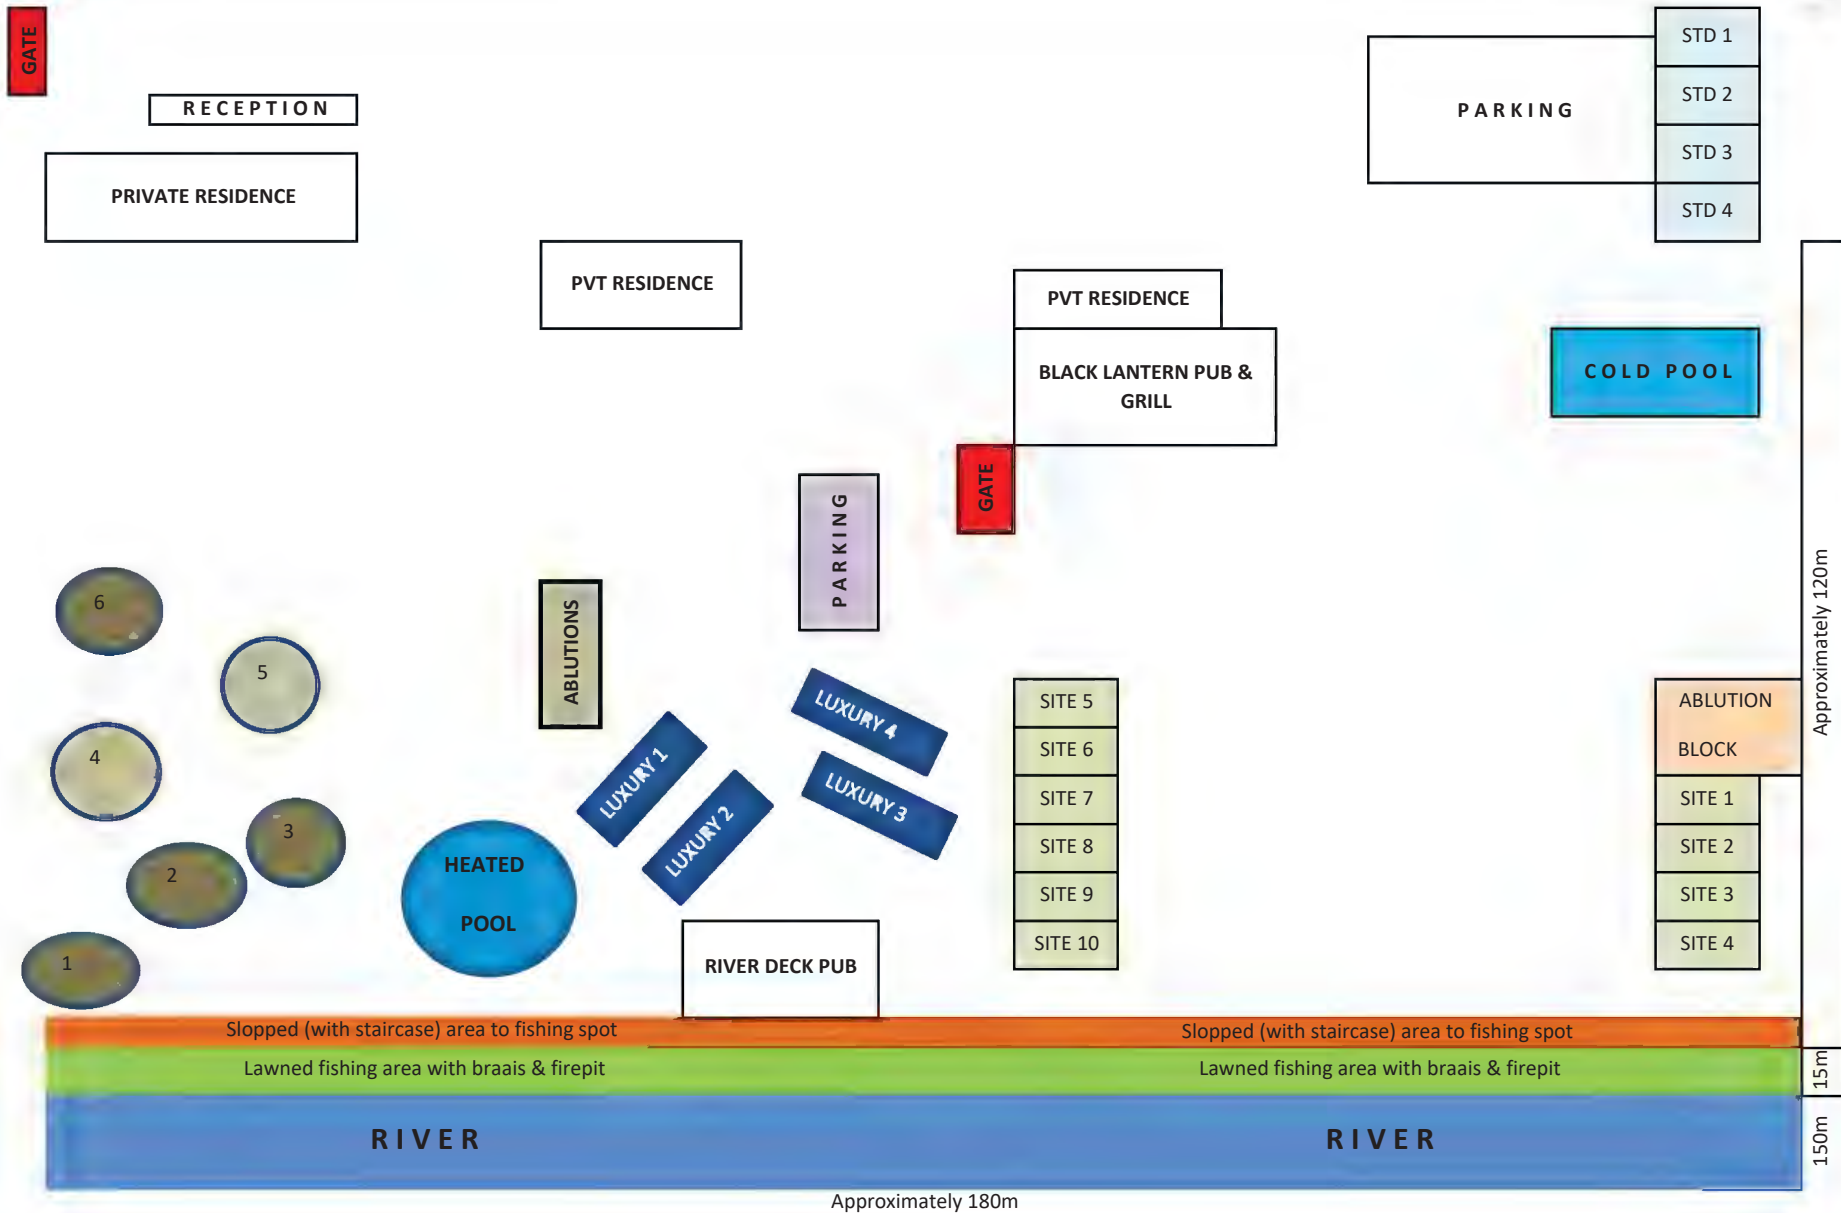 GATE
RECEPTION
PRIVATE RESIDENCE
PVT RESIDENCE
PVT RESIDENCE
BLACK LANTERN PUB &
GRILL
GATE
PARKING
STD 1
STD 2
STD 3
STD 4
PARKING
COLD POOL
Approximately 120m
6
5
4
3
2
1
ABLUTIONS
LUXURY 1
LUXURY 2
LUXURY 4
LUXURY 3
HEATED
POOL
RIVER DECK PUB
SITE 5
SITE 6
SITE 7
SITE 8
SITE 9
SITE 10
ABLUTION
BLOCK
SITE 1
SITE 2
SITE 3
SITE 4
Slopped (with staircase) area to fishing spot
Slopped (with staircase) area to fishing spot
Lawned fishing area with braais & firepit
Lawned fishing area with braais & firepit
15m
RIVER
RIVER
150m
Approximately 180m